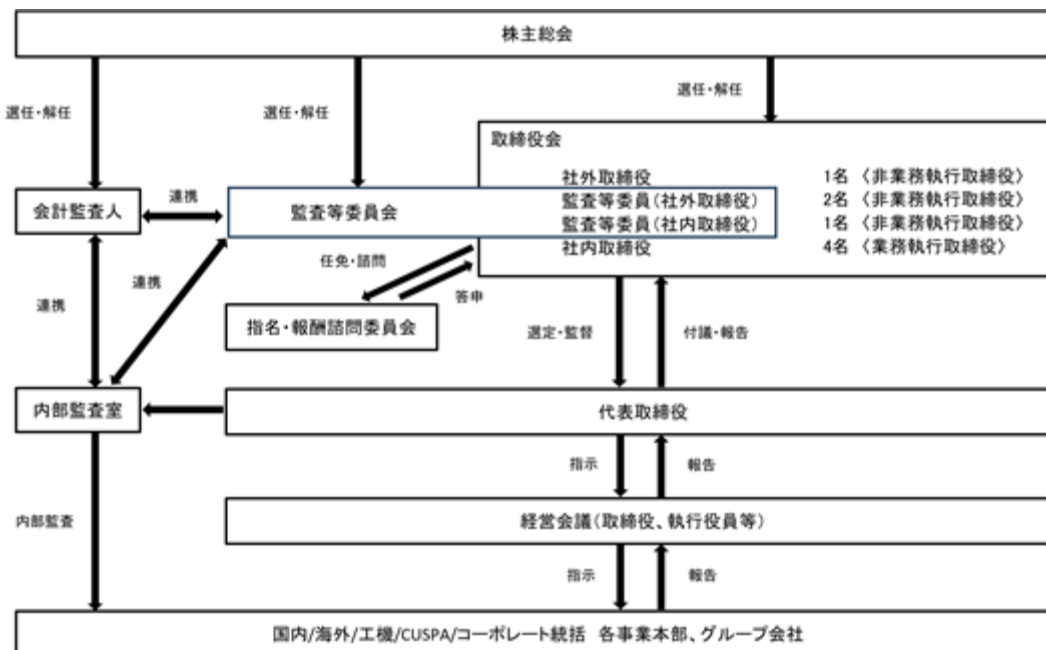 株主総会
選任・解任
選任・解任
選任・解任
取締役会
社外取締役 1名 〈非業務執行取締役〉
監査等委員(社外取締役) 2名 〈非業務執行取締役〉
監査等委員(社内取締役) 1名 〈非業務執行取締役〉
社内取締役 4名 〈業務執行取締役〉
会計監査人
連携
監査等委員会
連携
連携
任免・諮問
答申
指名・報酬諮問委員会
選定・監督
付議・報告
内部監査室
代表取締役
指示
報告
内部監査
経営会議(取締役、執行役員等)
指示
報告
国内/海外/工機/CUSPA/コーポレート統括 各事業本部、グループ会社